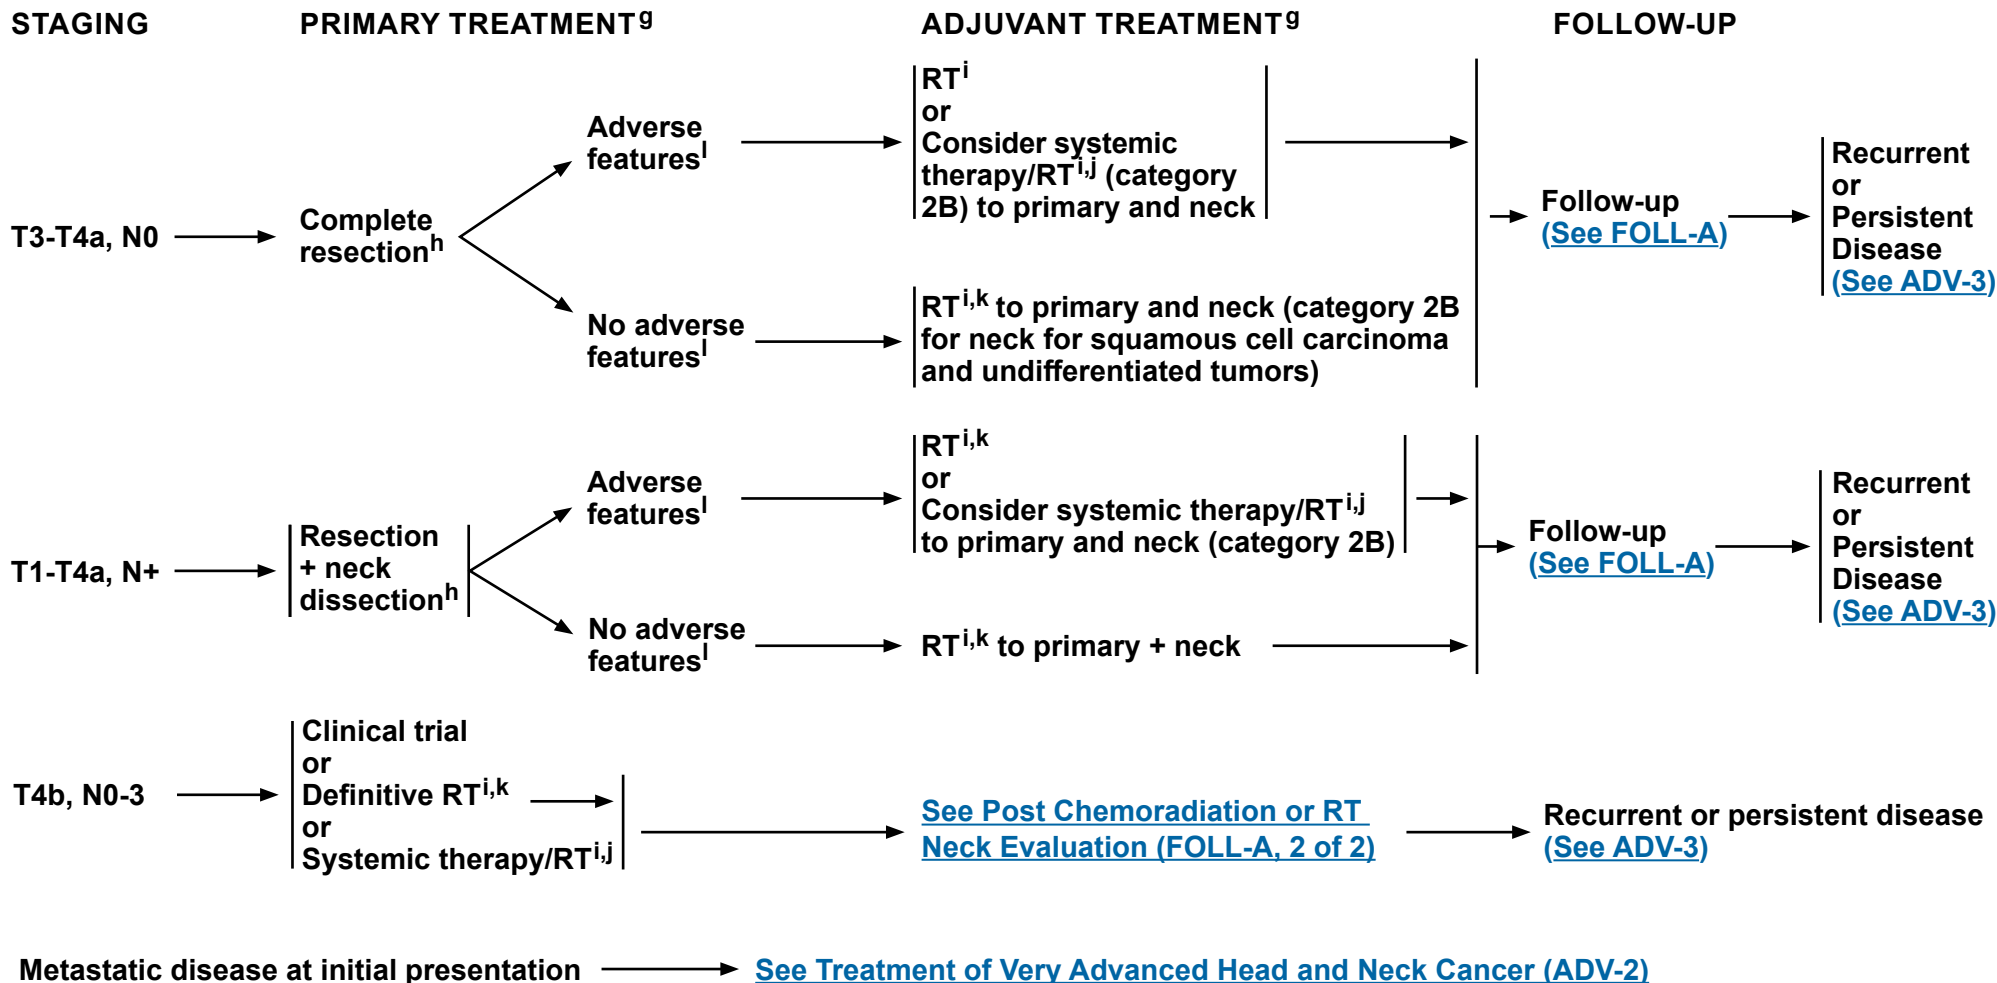 STAGING
PRIMARY TREATMENTg
ADJUVANT TREATMENTg
FOLLOW-UP
T3-T4a, N0
Complete
resectionh
Adverse
featuresl
RTi
or
Consider systemic
therapy/RTi,j (category
2B) to primary and neck
No adverse
featuresl
RTi,k to primary and neck (category 2B
for neck for squamous cell carcinoma
and undifferentiated tumors)
Follow-up
(See FOLL-A)
Recurrent
or
Persistent
Disease
(See ADV-3)
T1-T4a, N+
Resection
+ neck
dissectionh
Adverse
featuresl
RTi,k
or
Consider systemic therapy/RTi,j
to primary and neck (category 2B)
No adverse
featuresl
RTi,k to primary + neck
Follow-up
(See FOLL-A)
Recurrent
or
Persistent
Disease
(See ADV-3)
T4b, N0-3
Clinical trial
or
Definitive RTi,k
or
Systemic therapy/RTi,j
See Post Chemoradiation or RT
Neck Evaluation (FOLL-A, 2 of 2)
Recurrent or persistent disease
(See ADV-3)
Metastatic disease at initial presentation
See Treatment of Very Advanced Head and Neck Cancer (ADV-2)